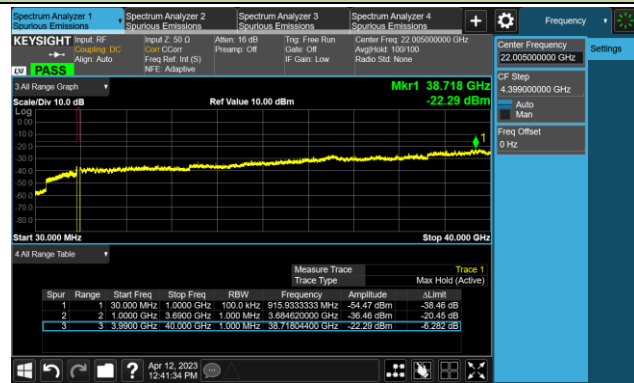 Spectrum Analyzer 1
Spurious Emissions
Spectrum Analyzer 2
Spurious Emissions
Spectrum Analyzer 3
Spurious Emissions
Spectrum Analyzer 4
Spurious Emissions
Frequency
KEYSIGHT
Input: RF
Coupling: DC
Align: Auto
Input Z: 50 Ω
Corr CCorr
Freq Ref: Int (S)
NFE: Adaptive
Atten: 16 dB
Preamp: Off
Trig: Free Run
Gate: Off
IF Gain: Low
Center Freq: 22.005000000 GHz
Avg|Hold: 100/100
Radio Std: None
LXI
PASS
Center Frequency
22.005000000 GHz
Settings
CF Step
4.399000000 GHz
Auto
Man
Freq Offset
0 Hz
3 All Range Graph
Mkr1 38.718 GHz
Scale/Div 10.0 dB
Ref Value 10.00 dBm
-22.29 dBm
Log
0.00
-10.0
-20.0
-30.0
-40.0
-50.0
-60.0
-70.0
-80.0
1
Start 30.000 MHz
Stop 40.000 GHz
4 All Range Table
Measure Trace Trace 1
Trace Type Max Hold (Active)
Spur Range Start Freq Stop Freq RBW Frequency Amplitude ΔLimit
1 1 30.000 MHz 1.0000 GHz 100.0 kHz 915.9333333 MHz -54.47 dBm -38.46 dB
2 2 1.0000 GHz 3.6900 GHz 1.000 MHz 3.684620000 GHz -36.46 dBm -20.45 dB
3 3 3.9900 GHz 40.000 GHz 1.000 MHz 38.71804400 GHz -22.29 dBm -6.282 dB
Apr 12, 2023
12:41:34 PM